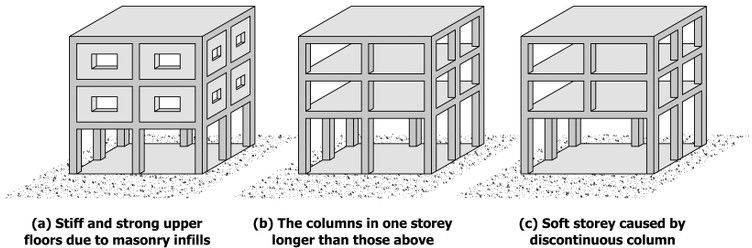 (a) Stiff and strong upper
floors due to masonry infills
(b) The columns in one storey
longer than those above
(c) Soft storey caused by
discontinuous column